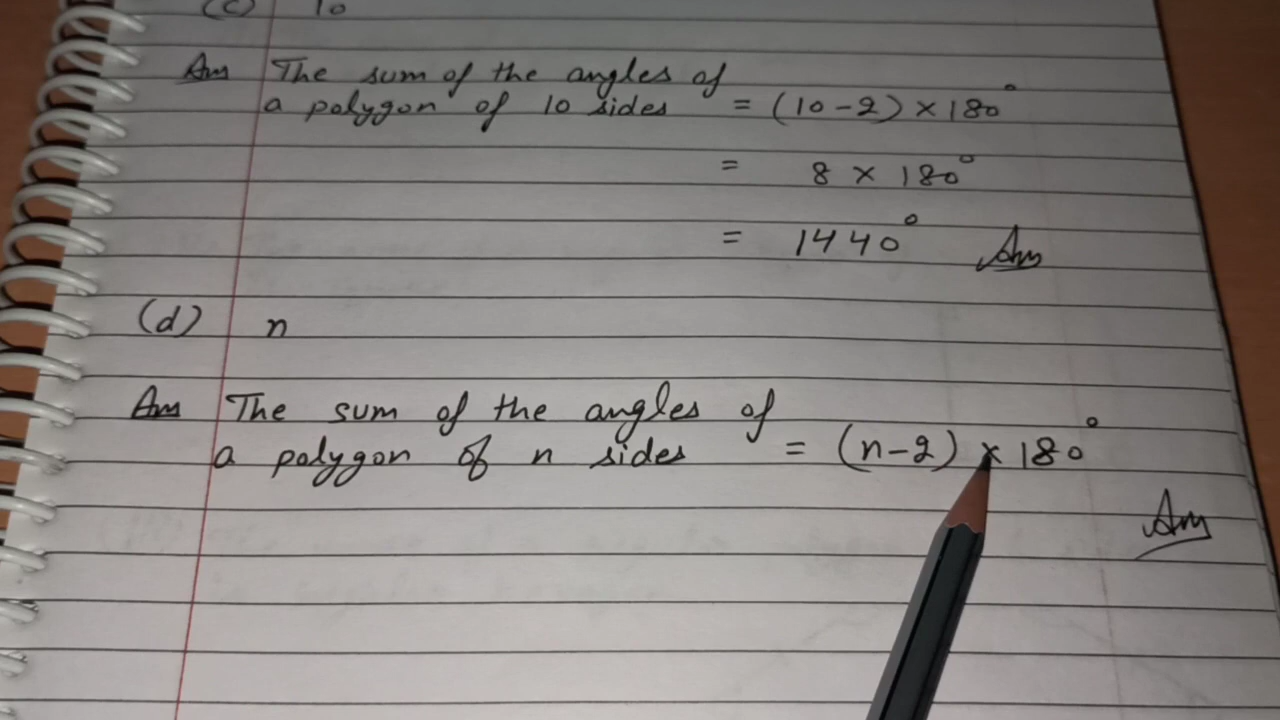 (c) 10
Ans The sum of the angles of
a polygon of 10 sides = (10-2) × 180°
= 8 × 180°
= 1440° Ans
(d) n
Ans The sum of the angles of
a polygon of n sides = (n-2) × 180°
Ans